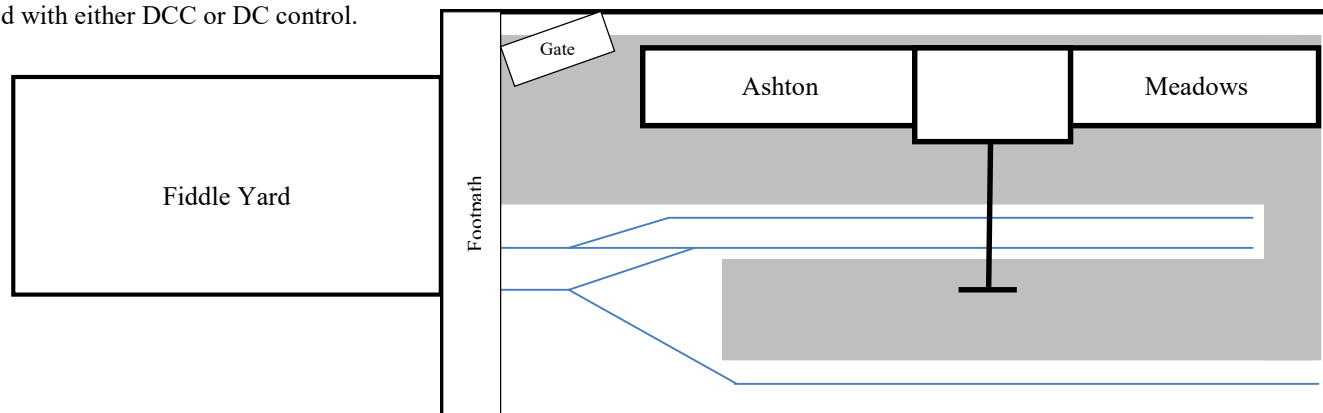 d with either DCC or DC control.
Gate
Ashton
Meadows
Fiddle Yard
Footpath